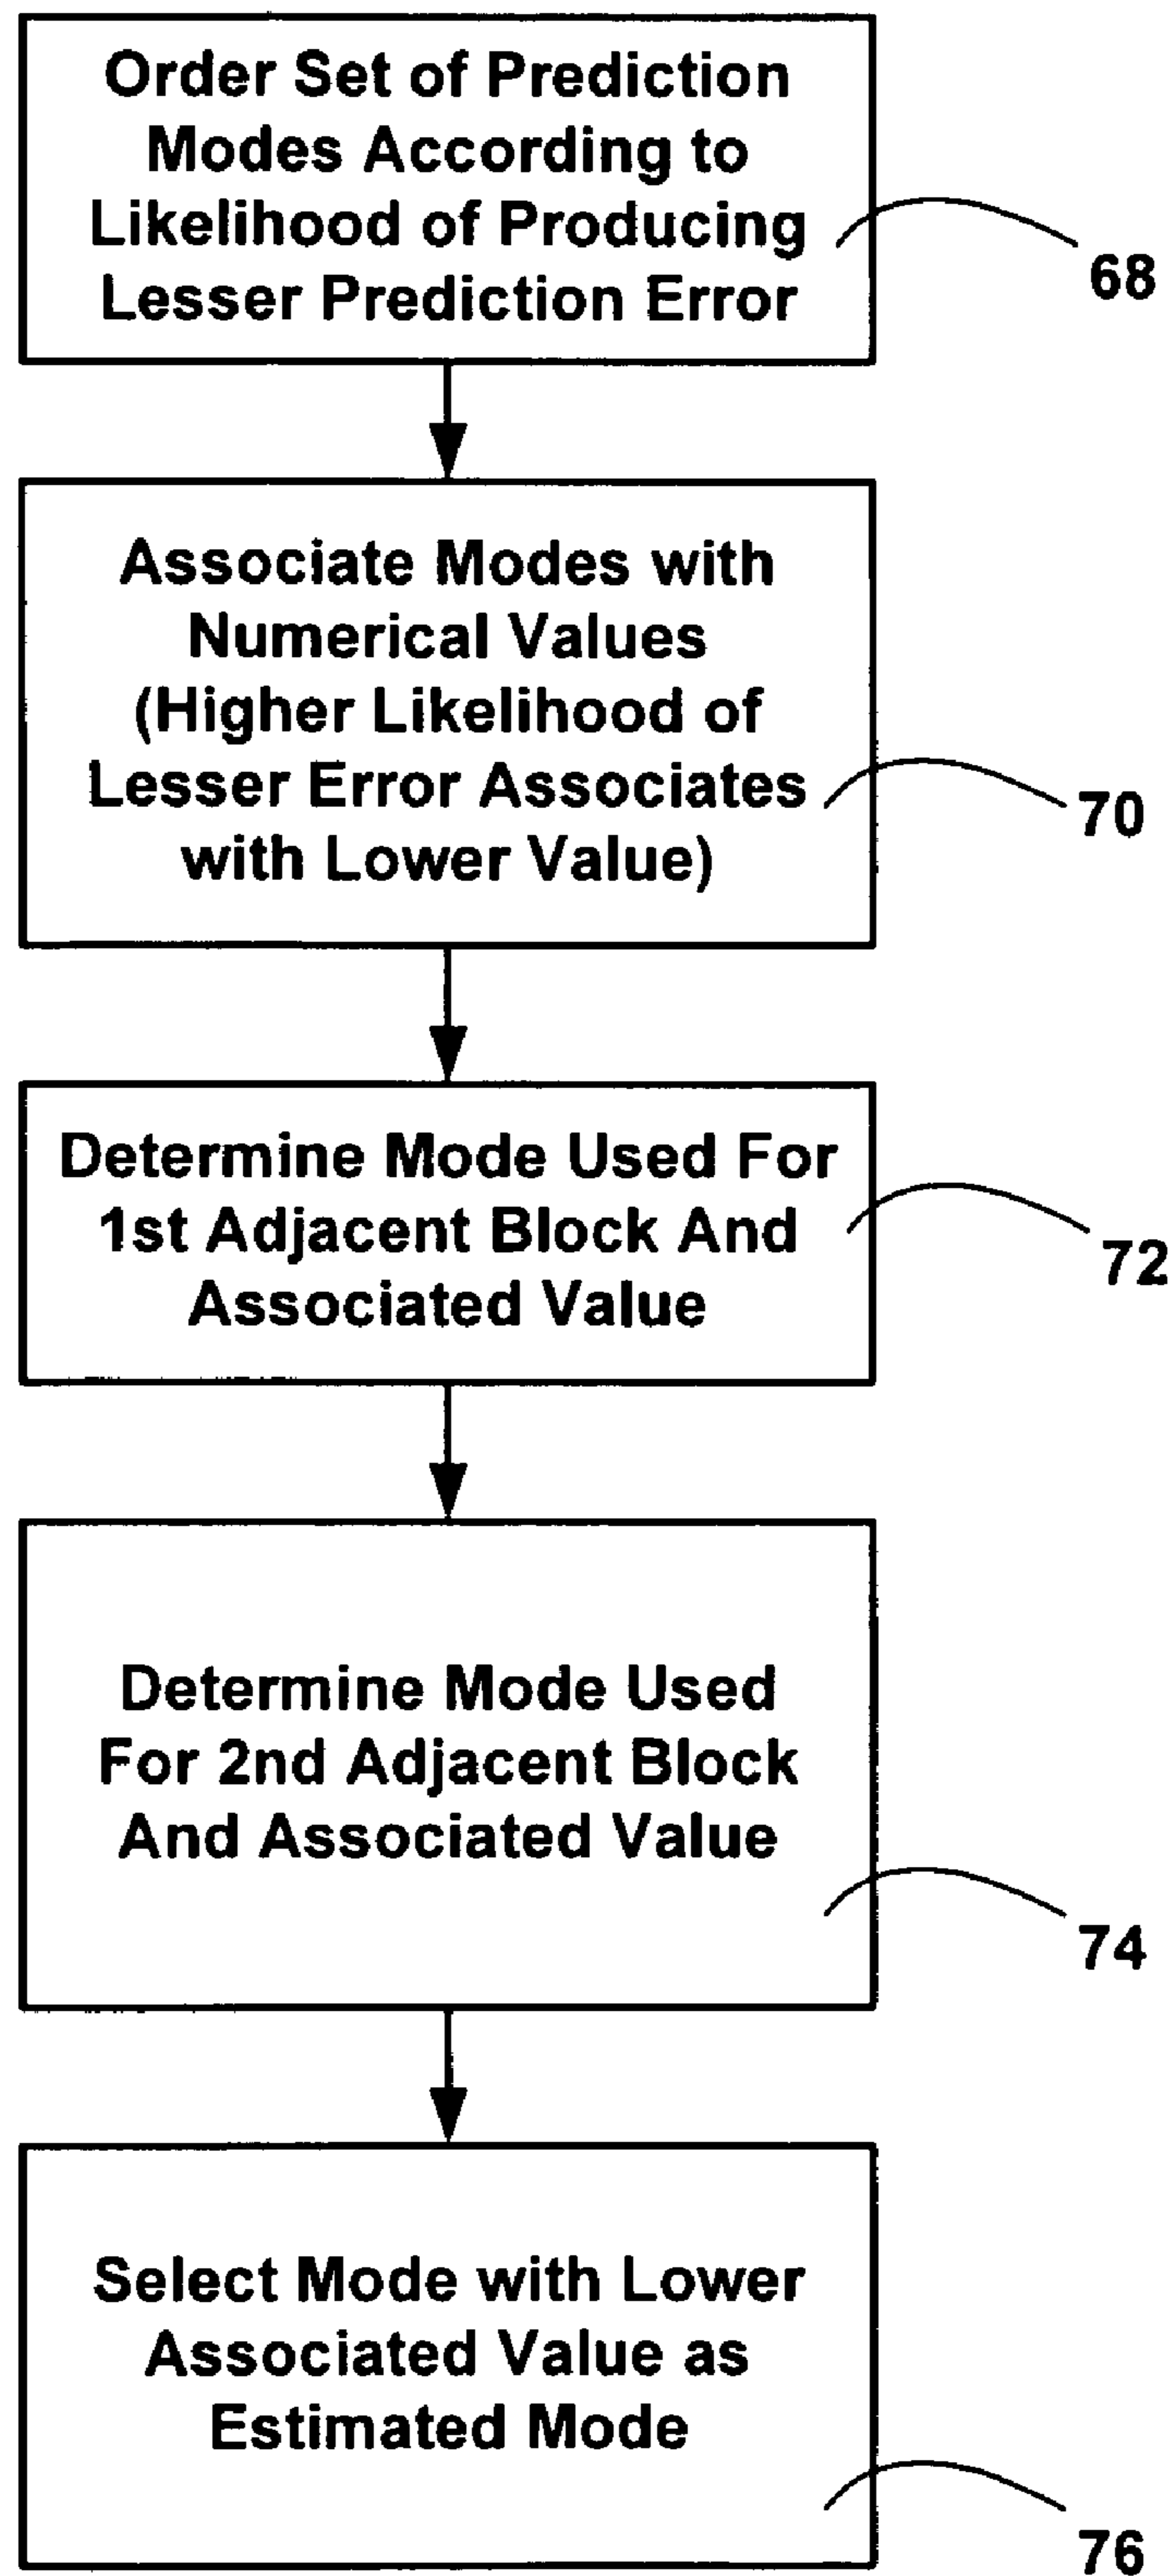 Order Set of Prediction
Modes According to
Likelihood of Producing
Lesser Prediction Error
68
Associate Modes with
Numerical Values
(Higher Likelihood of
Lesser Error Associates
with Lower Value)
70
Determine Mode Used For
1st Adjacent Block And
Associated Value
72
Determine Mode Used
For 2nd Adjacent Block
And Associated Value
74
Select Mode with Lower
Associated Value as
Estimated Mode
76